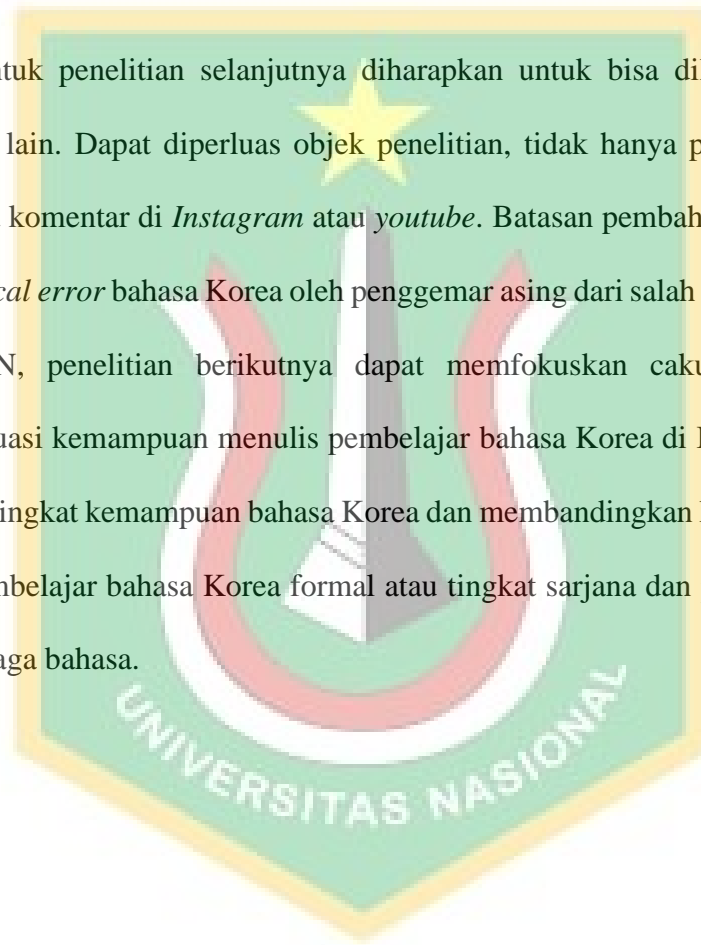 ntuk penelitian selanjutnya diharapkan untuk bisa dil
lain. Dapat diperluas objek penelitian, tidak hanya p
komentar di Instagram atau youtube. Batasan pembah
cal error bahasa Korea oleh penggemar asing dari salah
N, penelitian berikutnya dapat memfokuskan caku
uasi kemampuan menulis pembelajar bahasa Korea di
ingkat kemampuan bahasa Korea dan membandingkan
mbelajar bahasa Korea formal atau tingkat sarjana dan
aga bahasa.
UNIVERSITAS NASIONAL